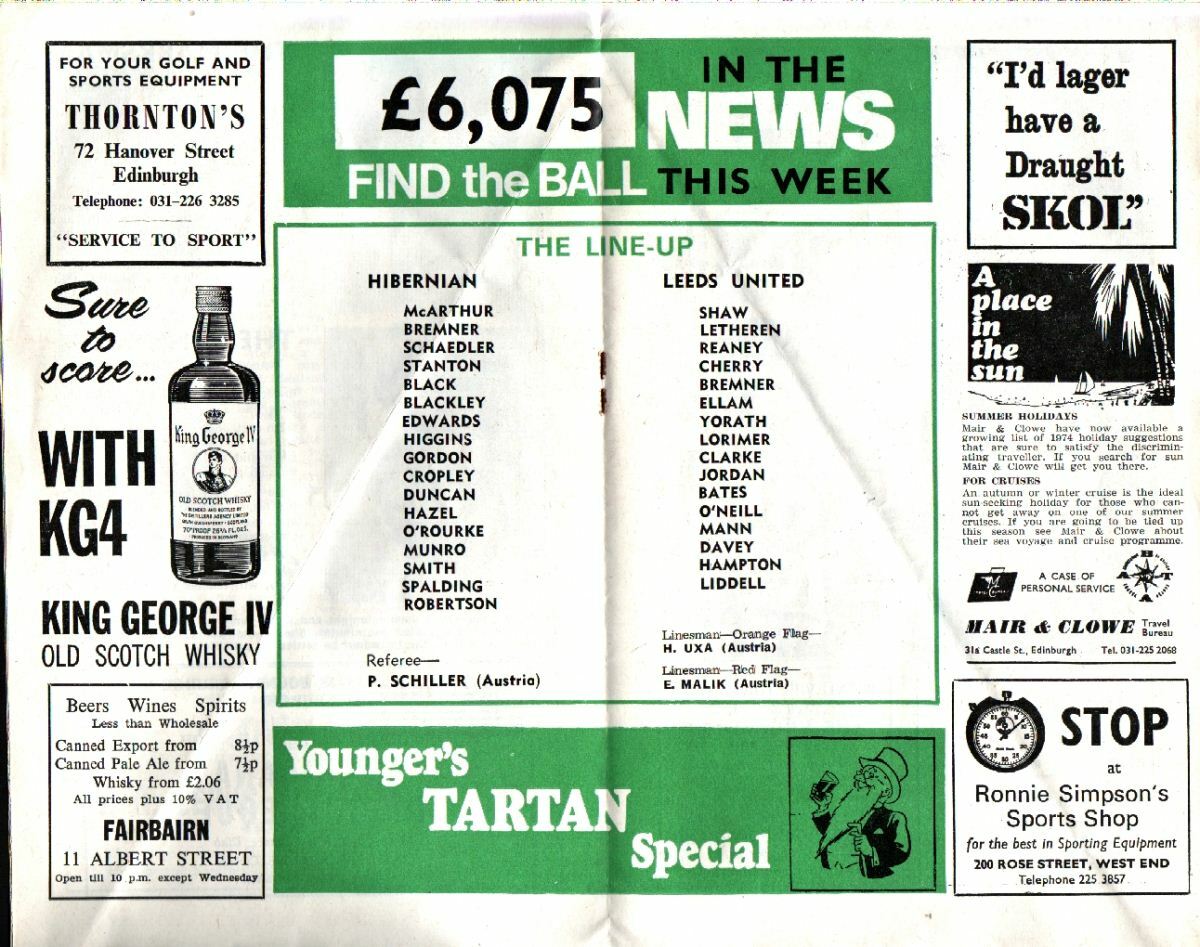 FOR YOUR GOLF AND
SPORTS EQUIPMENT
THORNTON'S
72 Hanover Street
Edinburgh
Telephone: 031-226 3285
"SERVICE TO SPORT"
Sure
to
score...
WITH
KG4
King George IV
OLD SCOTCH WHISKY
KING GEORGE IV
OLD SCOTCH WHISKY
Beers Wines Spirits
Less than Wholesale
Canned Export from 8½p
Canned Pale Ale from 7½p
Whisky from £2.06
All prices plus 10% VAT
FAIRBAIRN
11 ALBERT STREET
Open till 10 p.m. except Wednesday
£6,075 IN THE
NEWS
FIND the BALL THIS WEEK
THE LINE-UP
HIBERNIAN
McARTHUR
BREMNER
SCHAEDLER
STANTON
BLACK
BLACKLEY
EDWARDS
HIGGINS
GORDON
CROPLEY
DUNCAN
HAZEL
O'ROURKE
MUNRO
SMITH
SPALDING
ROBERTSON
Referee—
P. SCHILLER (Austria)
LEEDS UNITED
SHAW
LETHEREN
REANEY
CHERRY
BREMNER
ELLAM
YORATH
LORIMER
CLARKE
JORDAN
BATES
O'NEILL
MANN
DAVEY
HAMPTON
LIDDELL
Linesman—Orange Flag—
H. UXA (Austria)
Linesman—Red Flag—
E. MALIK (Austria)
Younger's
TARTAN
Special
"I'd lager
have a
Draught
SKOL"
A
place
in
the
sun
SUMMER HOLIDAYS
Mair & Clowe have now available a
growing list of 1974 holiday suggestions
that are sure to satisfy the discrimin-
ating traveller. If you search for sun
Mair & Clowe will get you there.
FOR CRUISES
An autumn or winter cruise is the ideal
sun-seeking holiday for those who can-
not get away on one of our summer
cruises. If you are going to be tied up
this season see Mair & Clowe about
their sea voyage and cruise programme.
A CASE OF
PERSONAL SERVICE
MAIR & CLOWE Travel
Bureau
31a Castle St., Edinburgh Tel. 031-225 2068
STOP
at
Ronnie Simpson's
Sports Shop
for the best in Sporting Equipment
200 ROSE STREET, WEST END
Telephone 225 3857